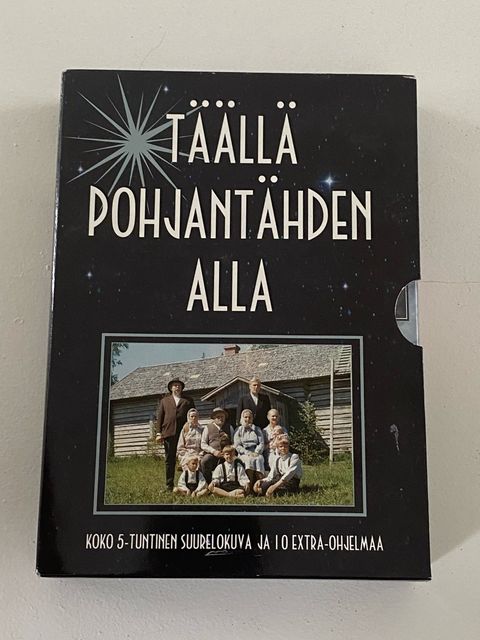 TÄÄLLÄ
POHJANTÄHDEN
ALLA
KOKO 5-TUNTINEN SUURELOKUVA JA 10 EXTRA-OHJELMAA